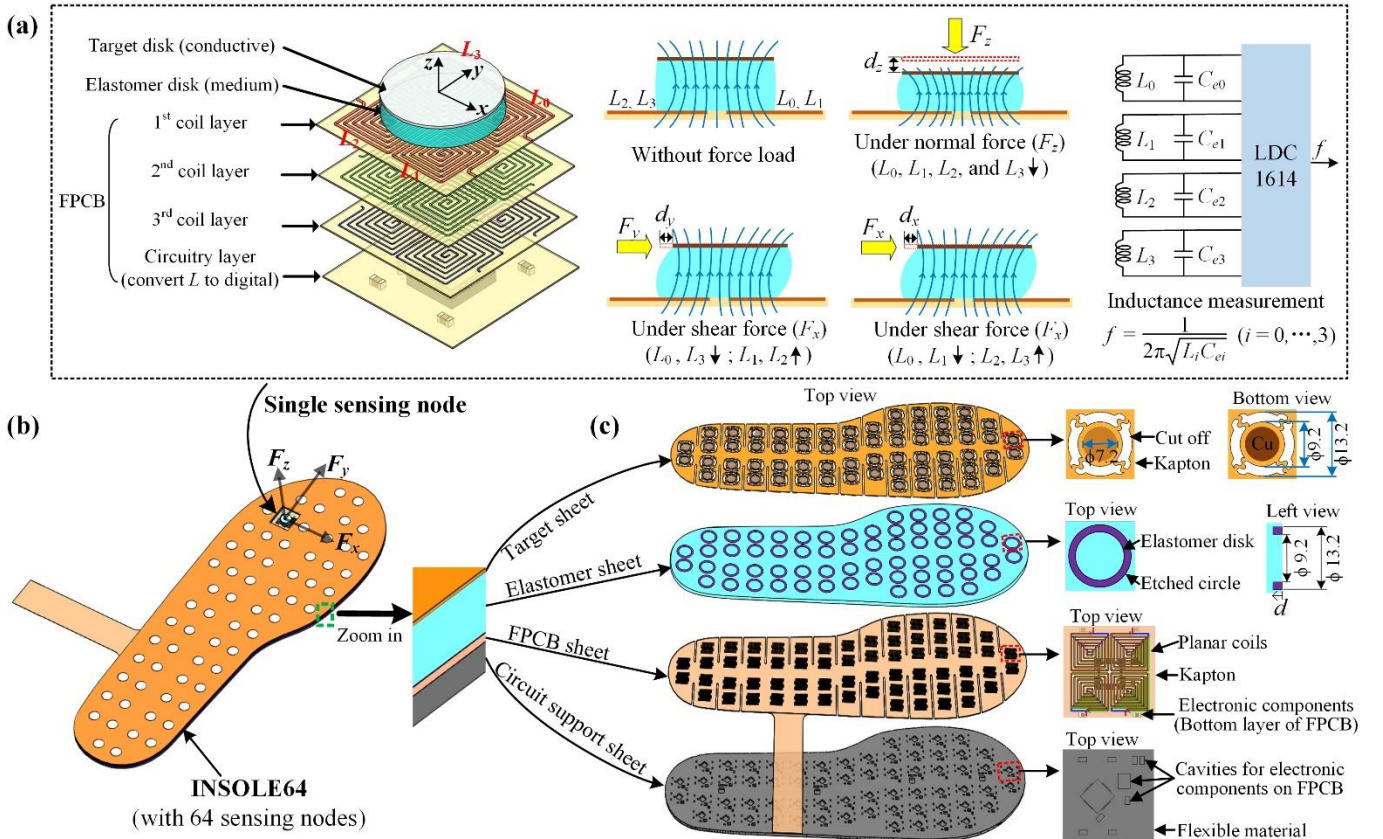 (a)
Target disk (conductive)
Elastomer disk (medium)
FPCB
1st coil layer
2nd coil layer
3rd coil layer
Circuitry layer
(convert L to digital)
L3
z
y
x
L0
L2
L1
L2, L3
L0, L1
Without force load
Fz
dz
Under normal force (Fz)
(L0, L1, L2, and L3↓)
Fy
dy
Under shear force (Fx)
(L0, L3↓; L1, L2↑)
Fx
dx
Under shear force (Fx)
(L0, L1↓; L2, L3↑)
L0
Ce0
L1
Ce1
L2
Ce2
L3
Ce3
LDC
1614
f
Inductance measurement
f = 1 / 2π√LiCei (i = 0,⋯,3)
(b)
Single sensing node
Fz
Fy
Fx
Zoom in
INSOLE64
(with 64 sensing nodes)
Target sheet
Elastomer sheet
FPCB sheet
Circuit support sheet
(c)
Top view
Cut off
Kapton
ϕ7.2
Bottom view
Cu
ϕ9.2
ϕ13.2
Top view
Elastomer disk
Etched circle
Left view
ϕ 9.2
ϕ 13.2
d
Top view
Planar coils
Kapton
Electronic components
(Bottom layer of FPCB)
Top view
Cavities for electronic
components on FPCB
Flexible material